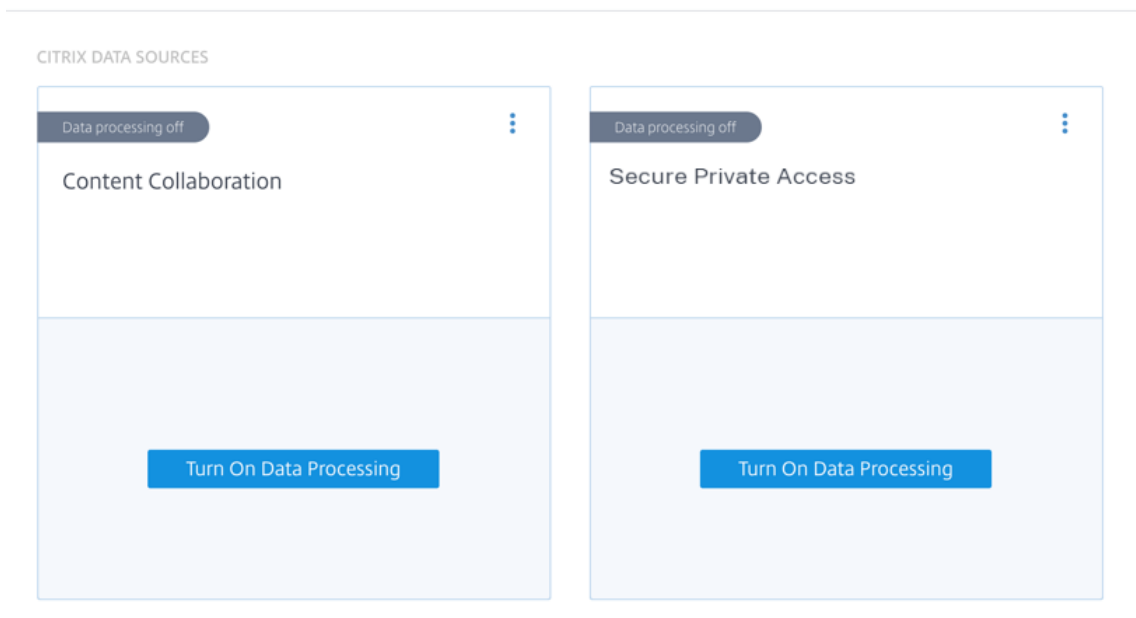 CITRIX DATA SOURCES
Data processing off
Content Collaboration
Turn On Data Processing
Data processing off
Secure Private Access
Turn On Data Processing